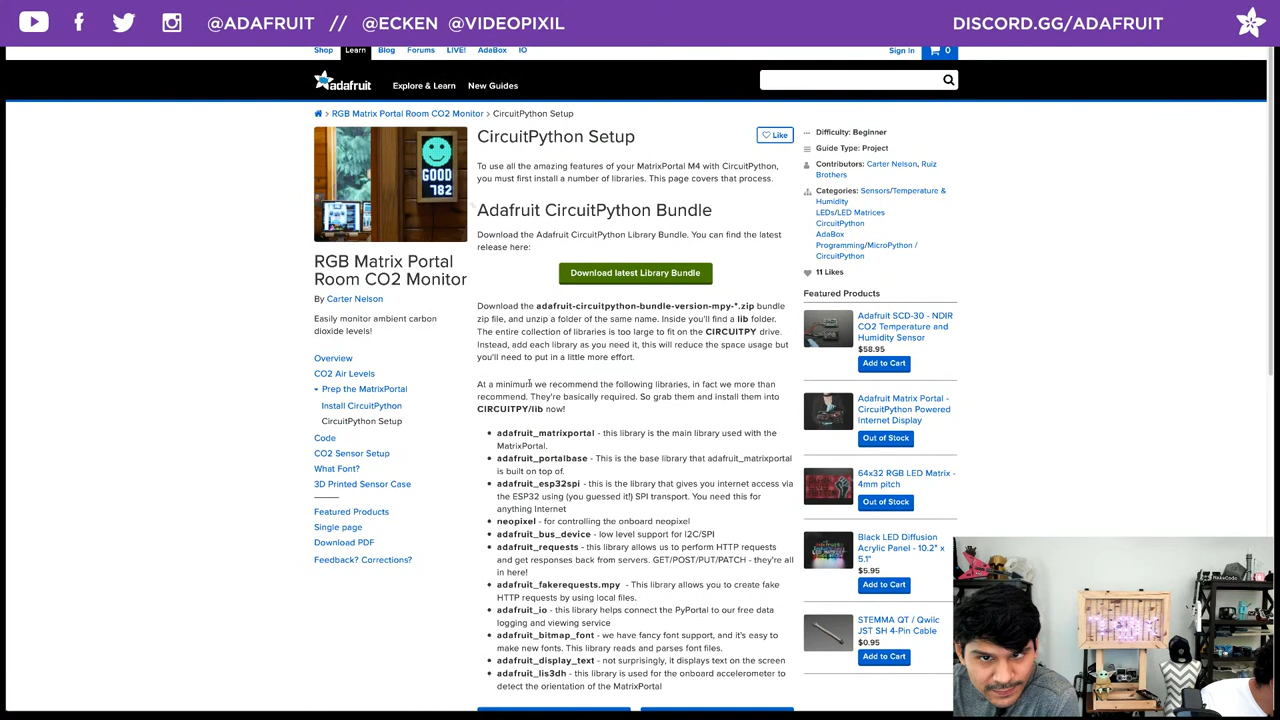 @ADAFRUIT // @ECKEN @VIDEOPIXIL
DISCORD.GG/ADAFRUIT
Shop Learn Blog Forums LIVE! AdaBox IO
Sign In 0
adafruit Explore & Learn New Guides
RGB Matrix Portal Room CO2 Monitor > CircuitPython Setup
GOOD
782
RGB Matrix Portal
Room CO2 Monitor
By Carter Nelson
Easily monitor ambient carbon
dioxide levels!
Overview
CO2 Air Levels
Prep the MatrixPortal
Install CircuitPython
CircuitPython Setup
Code
CO2 Sensor Setup
What Font?
3D Printed Sensor Case
Featured Products
Single page
Download PDF
Feedback? Corrections?
CircuitPython Setup
Like
To use all the amazing features of your MatrixPortal M4 with CircuitPython,
you must first install a number of libraries. This page covers that process.
Adafruit CircuitPython Bundle
Download the Adafruit CircuitPython Library Bundle. You can find the latest
release here:
Download latest Library Bundle
Download the adafruit-circuitpython-bundle-version-mpy-*.zip bundle
zip file, and unzip a folder of the same name. Inside you'll find a lib folder.
The entire collection of libraries is too large to fit on the CIRCUITPY drive.
Instead, add each library as you need it, this will reduce the space usage but
you'll need to put in a little more effort.
At a minimum we recommend the following libraries, in fact we more than
recommend. They're basically required. So grab them and install them into
CIRCUITPY/lib now!
adafruit_matrixportal - this library is the main library used with the
MatrixPortal.
adafruit_portalbase - This is the base library that adafruit_matrixportal
is built on top of.
adafruit_esp32spi - this is the library that gives you internet access via
the ESP32 using (you guessed it!) SPI transport. You need this for
anything Internet
neopixel - for controlling the onboard neopixel
adafruit_bus_device - low level support for I2C/SPI
adafruit_requests - this library allows us to perform HTTP requests
and get responses back from servers. GET/POST/PUT/PATCH - they're all
in here!
adafruit_fakerequests.mpy - This library allows you to create fake
HTTP requests by using local files.
adafruit_io - this library helps connect the PyPortal to our free data
logging and viewing service
adafruit_bitmap_font - we have fancy font support, and it's easy to
make new fonts. This library reads and parses font files.
adafruit_display_text - not surprisingly, it displays text on the screen
adafruit_lis3dh - this library is used for the onboard accelerometer to
detect the orientation of the MatrixPortal
Difficulty: Beginner
Guide Type: Project
Contributors: Carter Nelson, Ruiz
Brothers
Categories: Sensors/Temperature &
Humidity
LEDs/LED Matrices
CircuitPython
AdaBox
Programming/MicroPython /
CircuitPython
11 Likes
Featured Products
Adafruit SCD-30 - NDIR
CO2 Temperature and
Humidity Sensor
$58.95
Add to Cart
Adafruit Matrix Portal -
CircuitPython Powered
Internet Display
Out of Stock
64x32 RGB LED Matrix -
4mm pitch
Out of Stock
Black LED Diffusion
Acrylic Panel - 10.2" x
5.1"
$5.95
Add to Cart
STEMMA QT / Qwiic
JST SH 4-Pin Cable
$0.95
Add to Cart